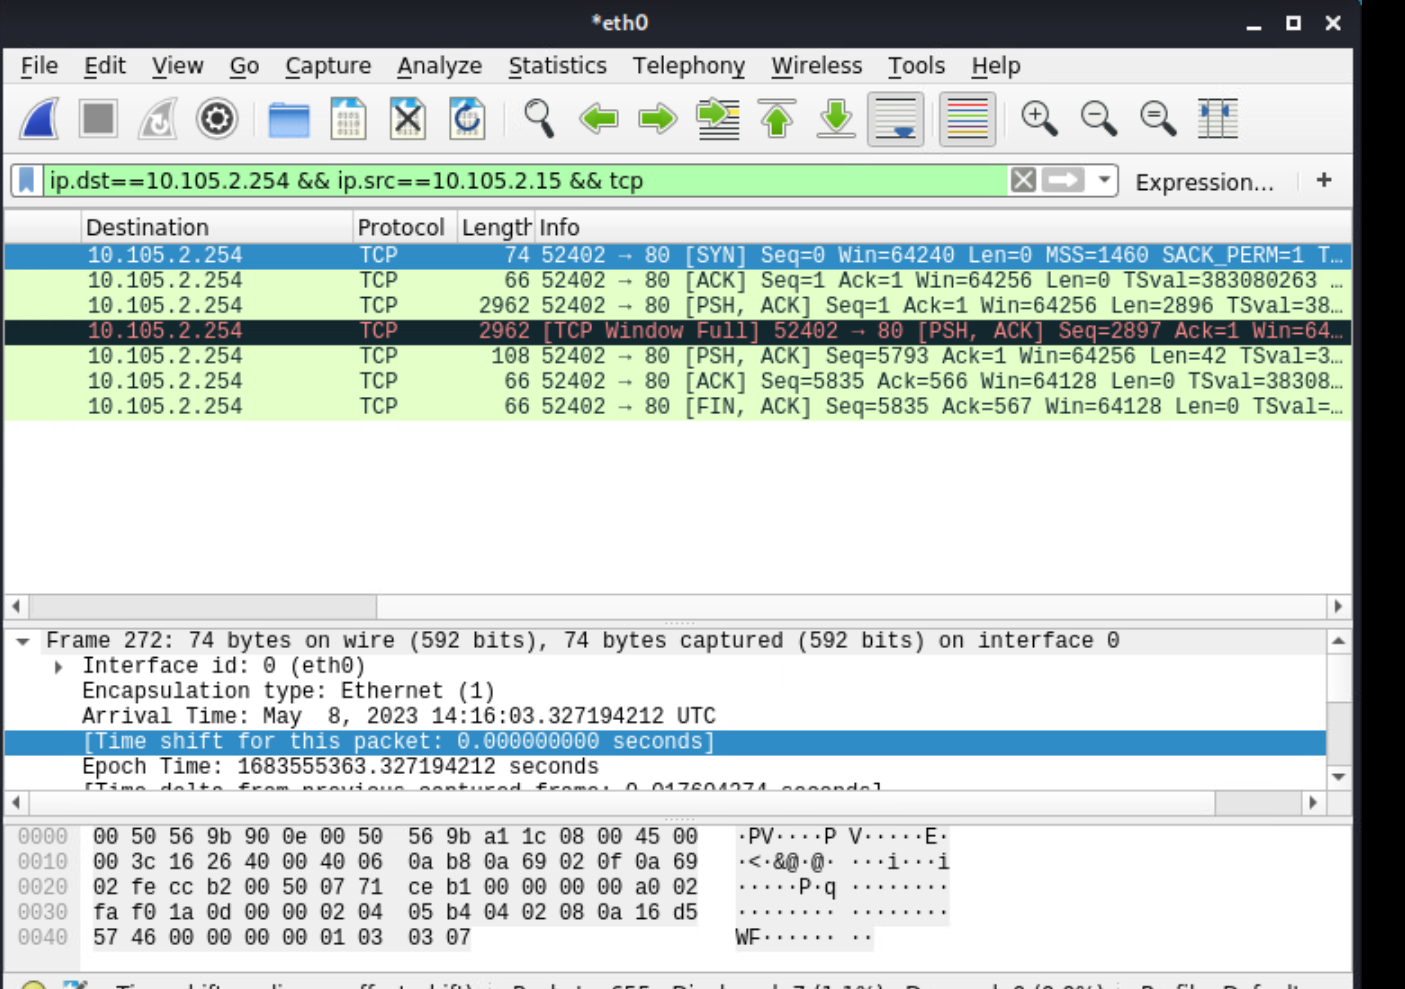 *eth0
File Edit View Go Capture Analyze Statistics Telephony Wireless Tools Help
ip.dst==10.105.2.254 && ip.src==10.105.2.15 && tcp Expression... +
Destination Protocol Length Info
10.105.2.254 TCP 74 52402 → 80 [SYN] Seq=0 Win=64240 Len=0 MSS=1460 SACK_PERM=1 T…
10.105.2.254 TCP 66 52402 → 80 [ACK] Seq=1 Ack=1 Win=64256 Len=0 TSval=383080263 …
10.105.2.254 TCP 2962 52402 → 80 [PSH, ACK] Seq=1 Ack=1 Win=64256 Len=2896 TSval=38…
10.105.2.254 TCP 2962 [TCP Window Full] 52402 → 80 [PSH, ACK] Seq=2897 Ack=1 Win=64…
10.105.2.254 TCP 108 52402 → 80 [PSH, ACK] Seq=5793 Ack=1 Win=64256 Len=42 TSval=3…
10.105.2.254 TCP 66 52402 → 80 [ACK] Seq=5835 Ack=566 Win=64128 Len=0 TSval=38308…
10.105.2.254 TCP 66 52402 → 80 [FIN, ACK] Seq=5835 Ack=567 Win=64128 Len=0 TSval=…
Frame 272: 74 bytes on wire (592 bits), 74 bytes captured (592 bits) on interface 0
Interface id: 0 (eth0)
Encapsulation type: Ethernet (1)
Arrival Time: May  8, 2023 14:16:03.327194212 UTC
[Time shift for this packet: 0.000000000 seconds]
Epoch Time: 1683555363.327194212 seconds
[Time delta from previous captured frame: 0.017604274 seconds]
0000 00 50 56 9b 90 0e 00 50 56 9b a1 1c 08 00 45 00 ·PV····P V·····E·
0010 00 3c 16 26 40 00 40 06 0a b8 0a 69 02 0f 0a 69 ·<·&@·@· ···i···i
0020 02 fe cc b2 00 50 07 71 ce b1 00 00 00 00 a0 02 ·····P·q ········
0030 fa f0 1a 0d 00 00 02 04 05 b4 04 02 08 0a 16 d5 ········ ········
0040 57 46 00 00 00 00 01 03 03 07 WF······ ··